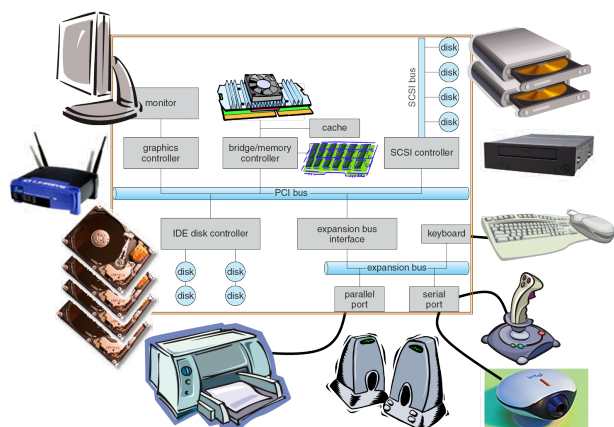 disk
disk
disk
disk
SCSI bus
monitor
cache
graphics
controller
bridge/memory
controller
SCSI controller
PCI bus
IDE disk controller
expansion bus
interface
keyboard
disk
disk
disk
disk
expansion bus
parallel
port
serial
port